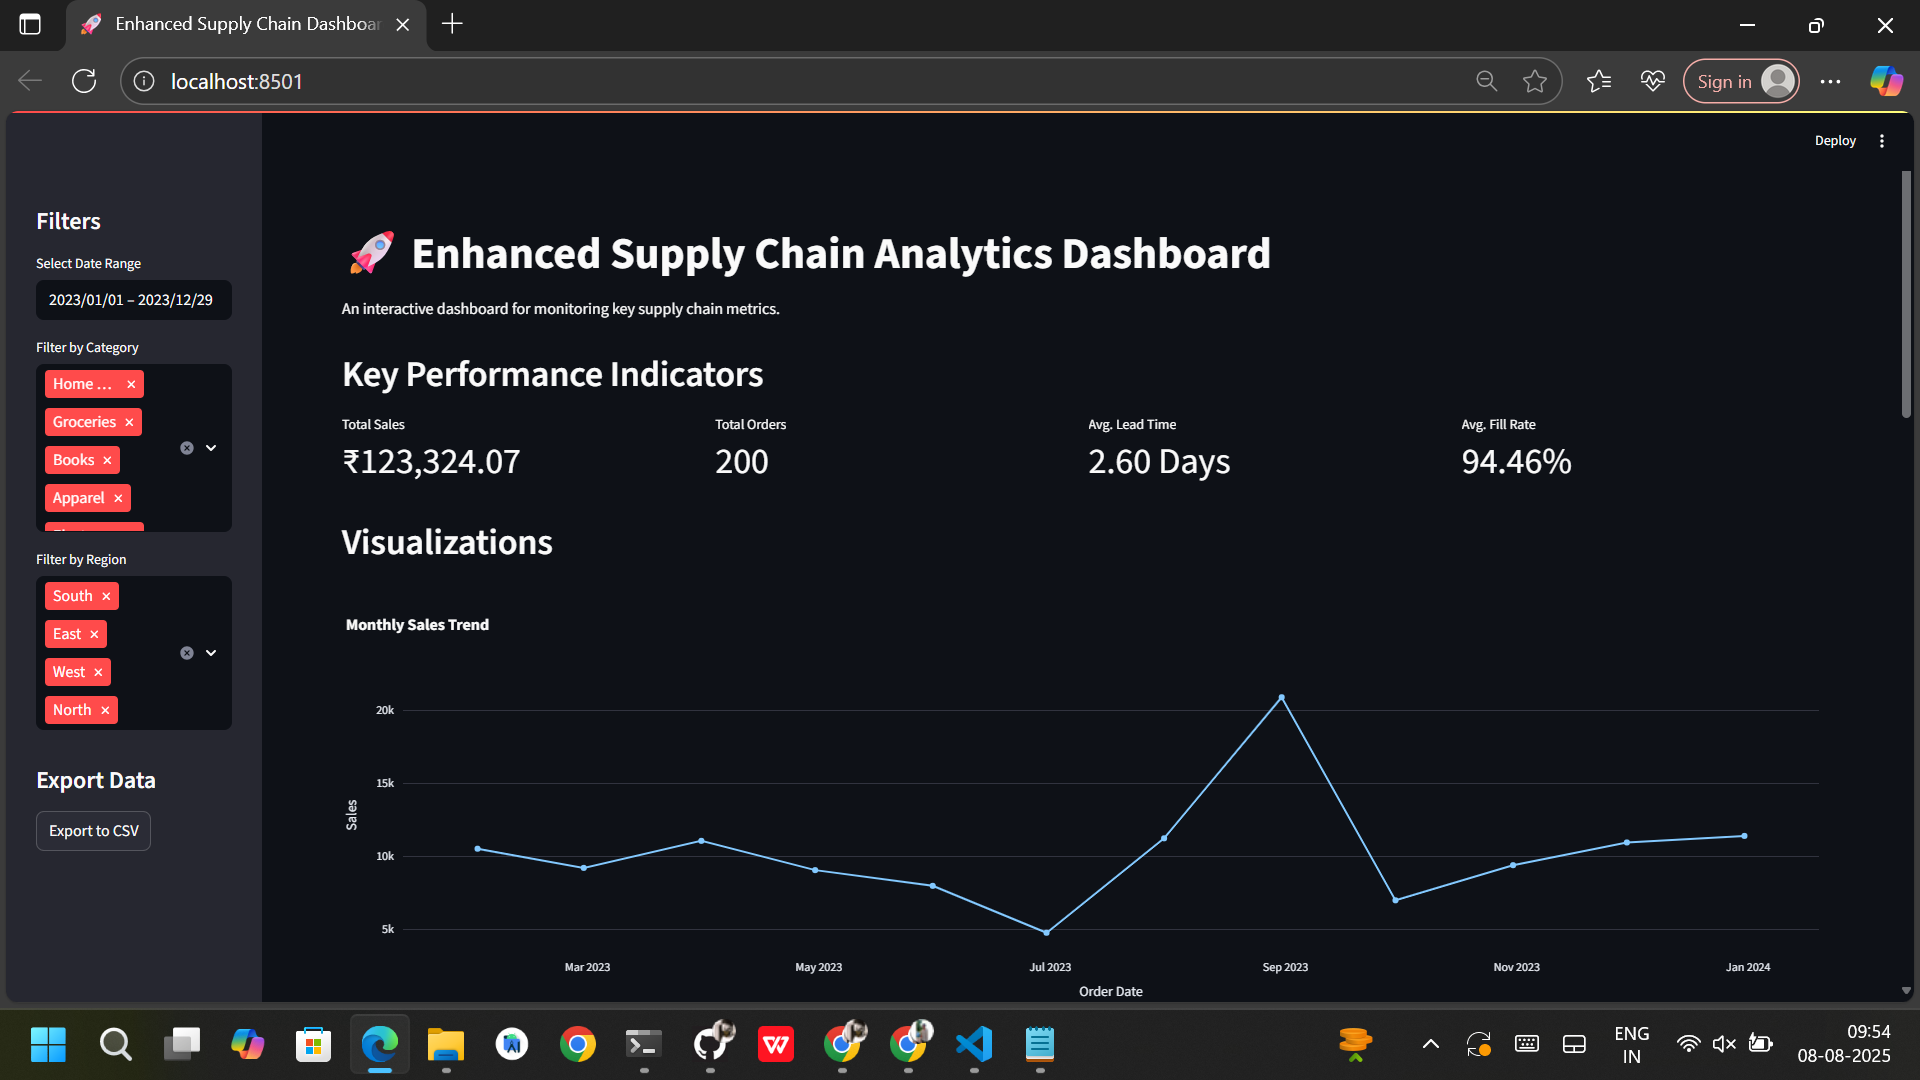 Enhanced Supply Chain Dashboar
localhost:8501
Sign in
Deploy
Filters
Select Date Range
2023/01/01 – 2023/12/29
Filter by Category
Home ...
Groceries
Books
Apparel
Filter by Region
South
East
West
North
Export Data
Export to CSV
🚀 Enhanced Supply Chain Analytics Dashboard
An interactive dashboard for monitoring key supply chain metrics.
Key Performance Indicators
Total Sales
₹123,324.07
Total Orders
200
Avg. Lead Time
2.60 Days
Avg. Fill Rate
94.46%
Visualizations
Monthly Sales Trend
Sales
20k
15k
10k
5k
Mar 2023 May 2023 Jul 2023 Sep 2023 Nov 2023 Jan 2024
Order Date
ENG
IN
09:54
08-08-2025